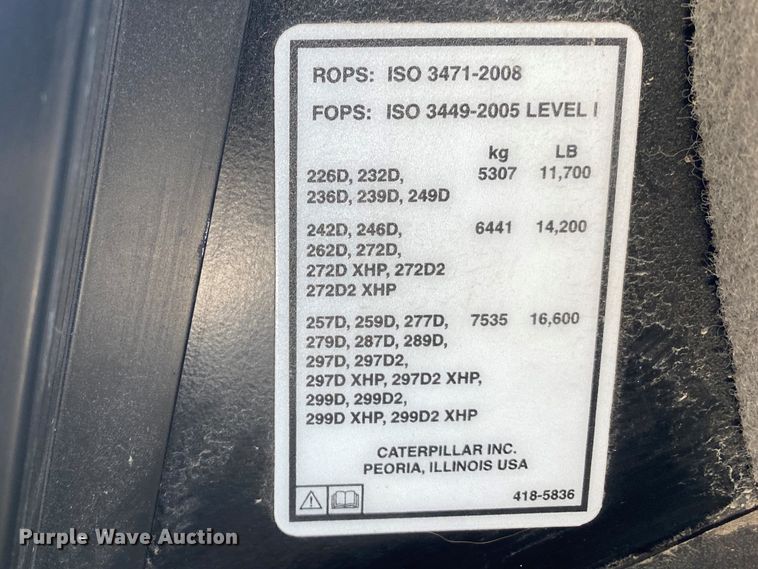 ROPS: ISO 3471-2008
FOPS: ISO 3449-2005 LEVEL I
kg LB
226D, 232D, 5307 11,700
236D, 239D, 249D
242D, 246D, 6441 14,200
262D, 272D,
272D XHP, 272D2
272D2 XHP
257D, 259D, 277D, 7535 16,600
279D, 287D, 289D,
297D, 297D2,
297D XHP, 297D2 XHP,
299D, 299D2,
299D XHP, 299D2 XHP
CATERPILLAR INC.
PEORIA, ILLINOIS USA
418-5836
Purple Wave Auction